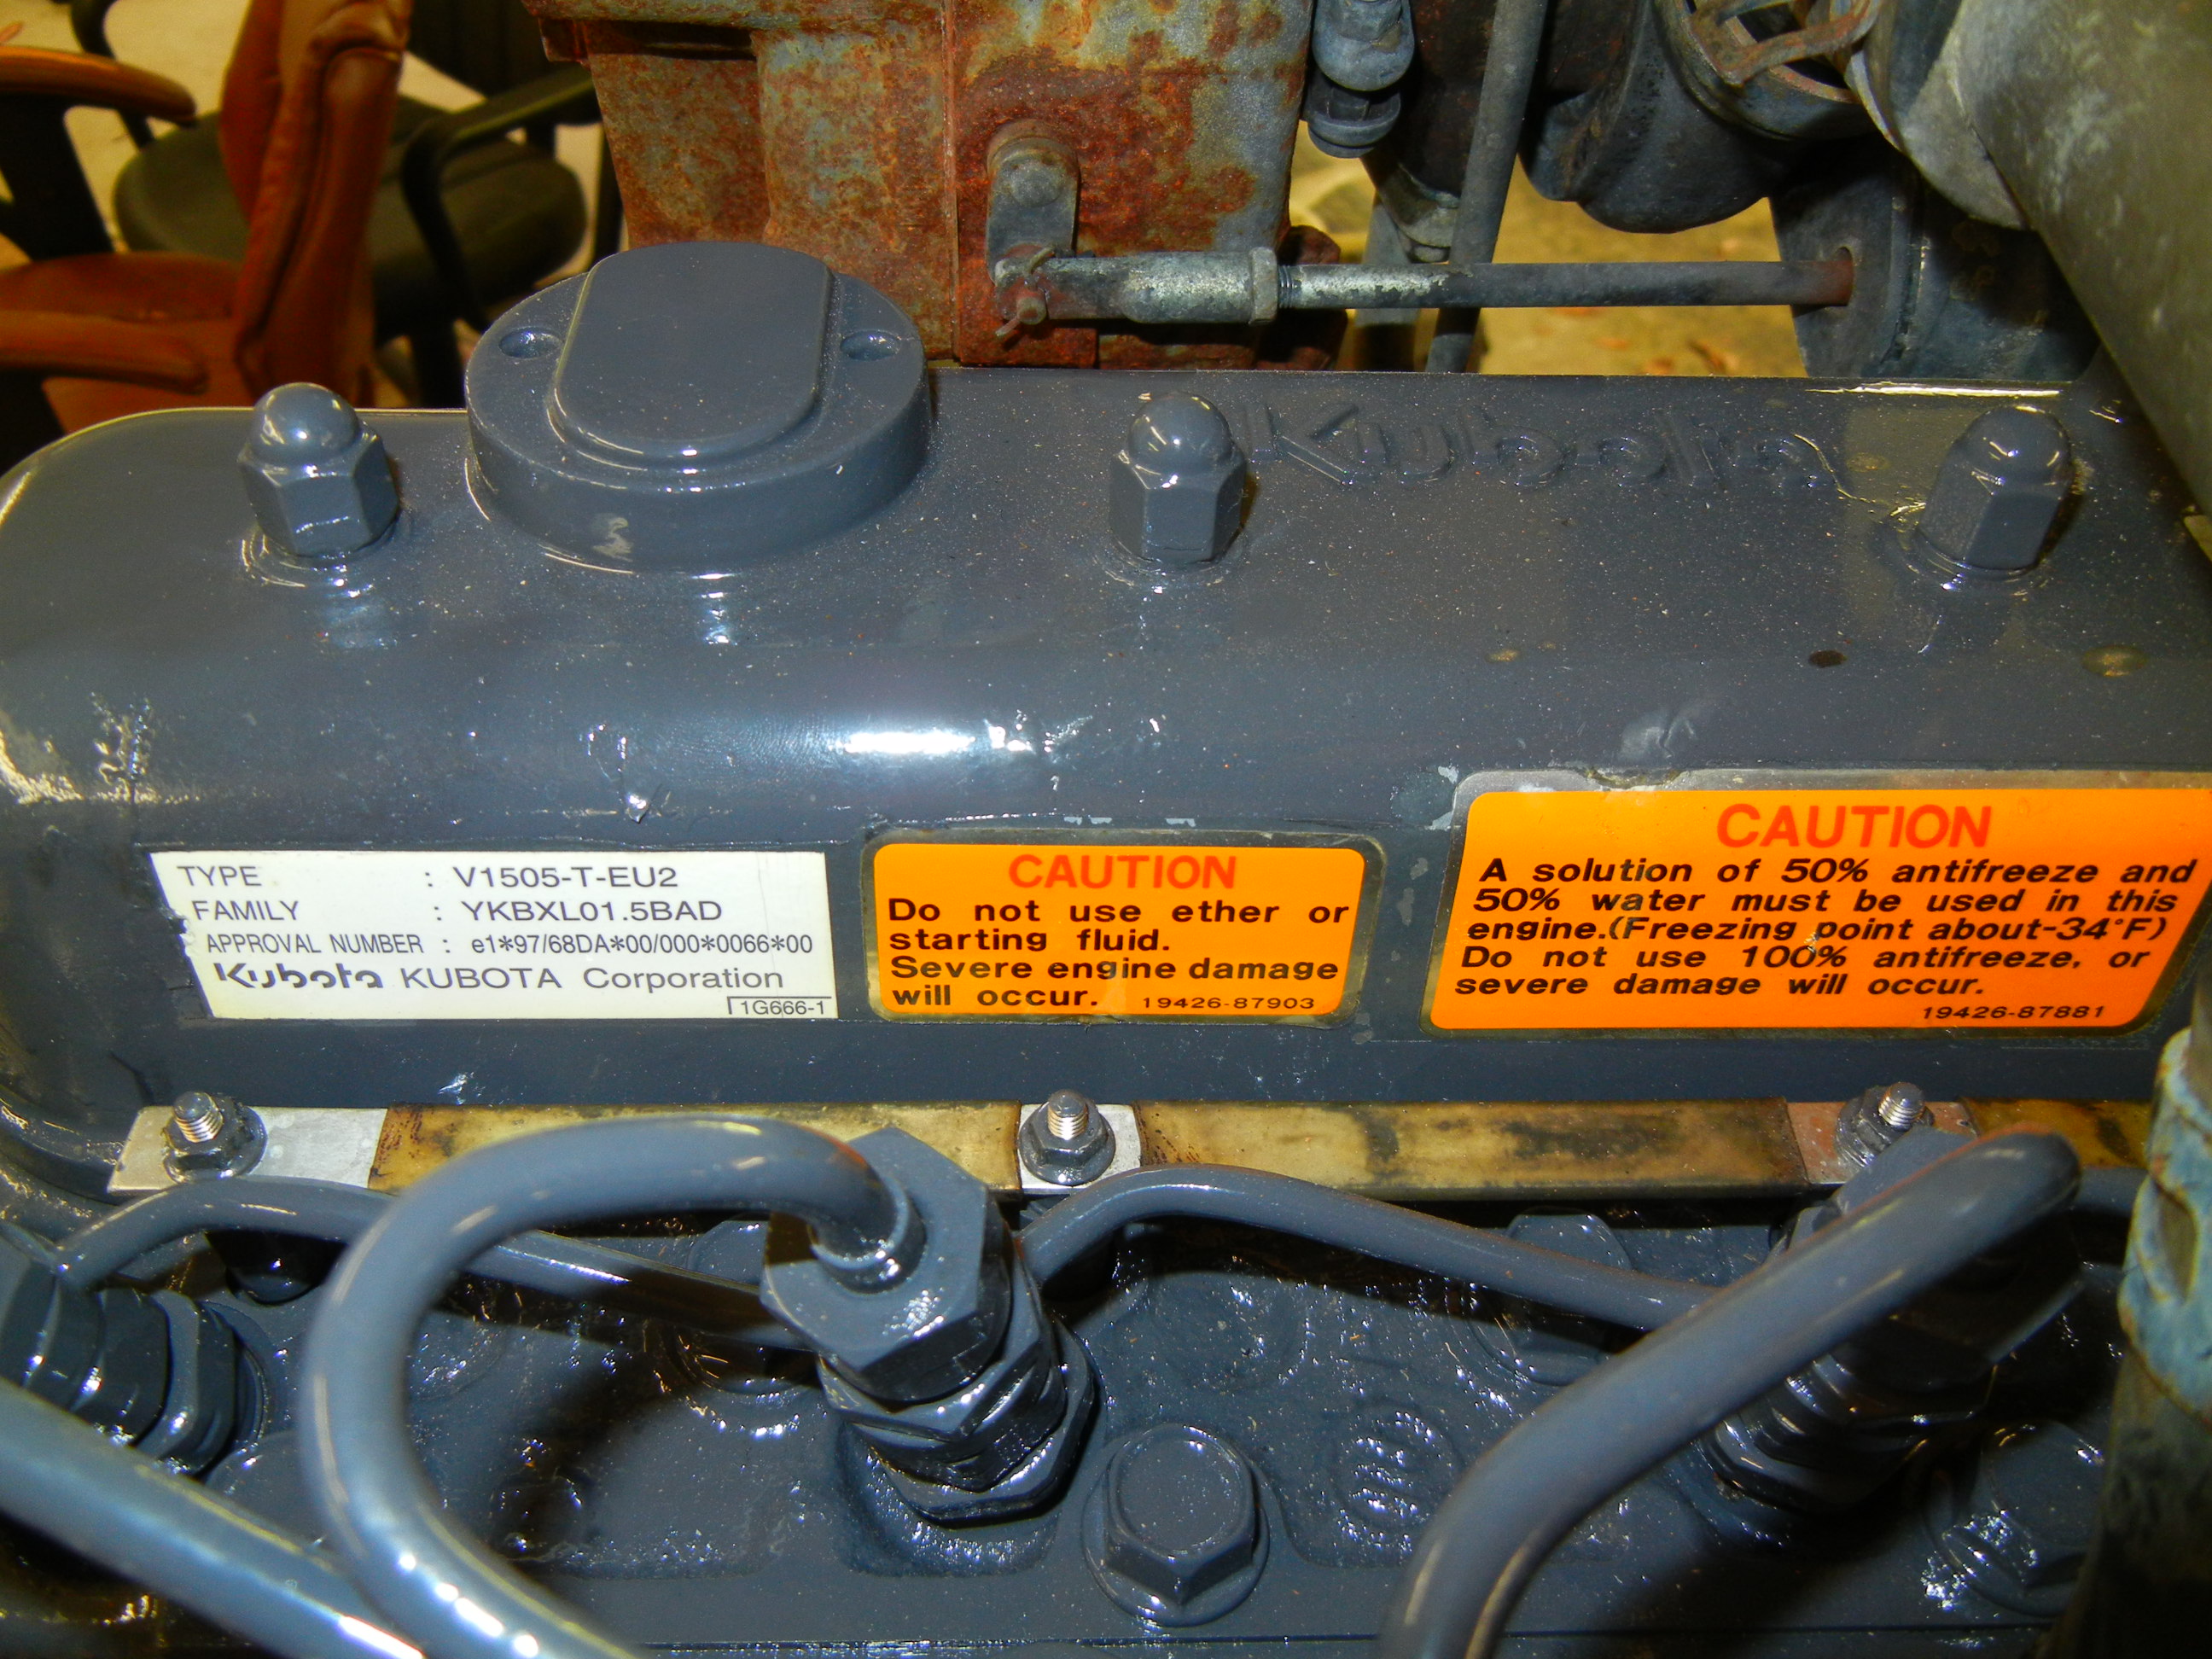 Kubota
TYPE : V1505-T-EU2
FAMILY : YKBXL01.5BAD
APPROVAL NUMBER : e1*97/68DA*00/000*0066*00
Kubota KUBOTA Corporation
1G666-1
CAUTION
Do not use ether or
starting fluid.
Severe engine damage
will occur. 19426-87903
CAUTION
A solution of 50% antifreeze and
50% water must be used in this
engine.(Freezing point about-34°F)
Do not use 100% antifreeze, or
severe damage will occur.
19426-87881